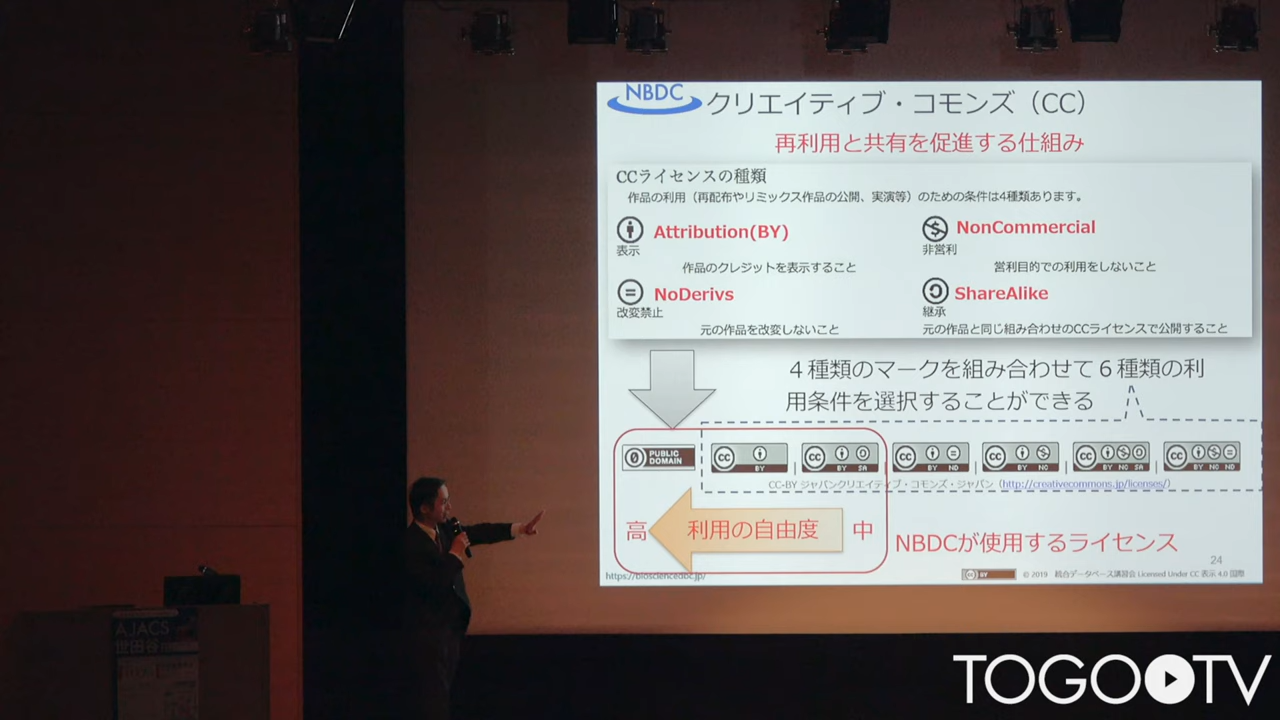 NBDC
クリエイティブ・コモンズ（CC）
再利用と共有を促進する仕組み
CCライセンスの種類
作品の利用（再配布やリミックス作品の公開、実演等）のための条件は4種類あります。
Attribution(BY)
表示
作品のクレジットを表示すること
NonCommercial
非営利
営利目的での利用をしないこと
NoDerivs
改変禁止
元の作品を改変しないこと
ShareAlike
継承
元の作品と同じ組み合わせのCCライセンスで公開すること
４種類のマークを組み合わせて６種類の利
用条件を選択することができる
PUBLIC
DOMAIN
CC BY
CC BY SA
CC BY ND
CC BY NC
CC BY NC SA
CC BY NC ND
CC-BY ジャパンクリエイティブ・コモンズ・ジャパン（http://creativecommons.jp/licenses/）
高 利用の自由度 中
NBDCが使用するライセンス
24
https://biosciencedbc.jp/
CC BY
© 2019 統合データベース講習会 Licensed Under CC 表示 4.0 国際
AJACS
世田谷
TOGOTV